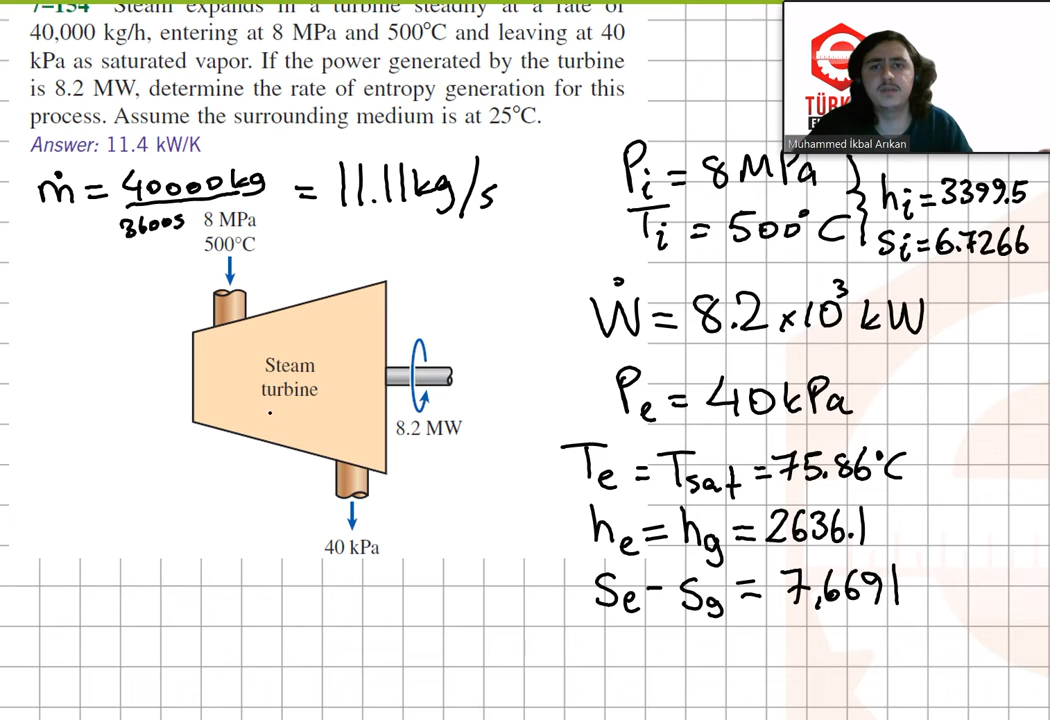 7–154 Steam expands in a turbine steadily at a rate of
40,000 kg/h, entering at 8 MPa and 500°C and leaving at 40
kPa as saturated vapor. If the power generated by the turbine
is 8.2 MW, determine the rate of entropy generation for this
process. Assume the surrounding medium is at 25°C.
Answer: 11.4 kW/K
TÜRK
Muhammed İkbal Arıkan
ṁ = 40000kg / 3600s = 11.11kg/s
8 MPa
500°C
Steam
turbine
8.2 MW
40 kPa
Pi = 8 MPa } hi = 3399.5
Ti = 500°C } si = 6.7266
Ẇ = 8.2 × 10³ kW
Pe = 40kPa
Te = Tsat = 75.86°C
he = hg = 2636.1
Se - Sg = 7,6691